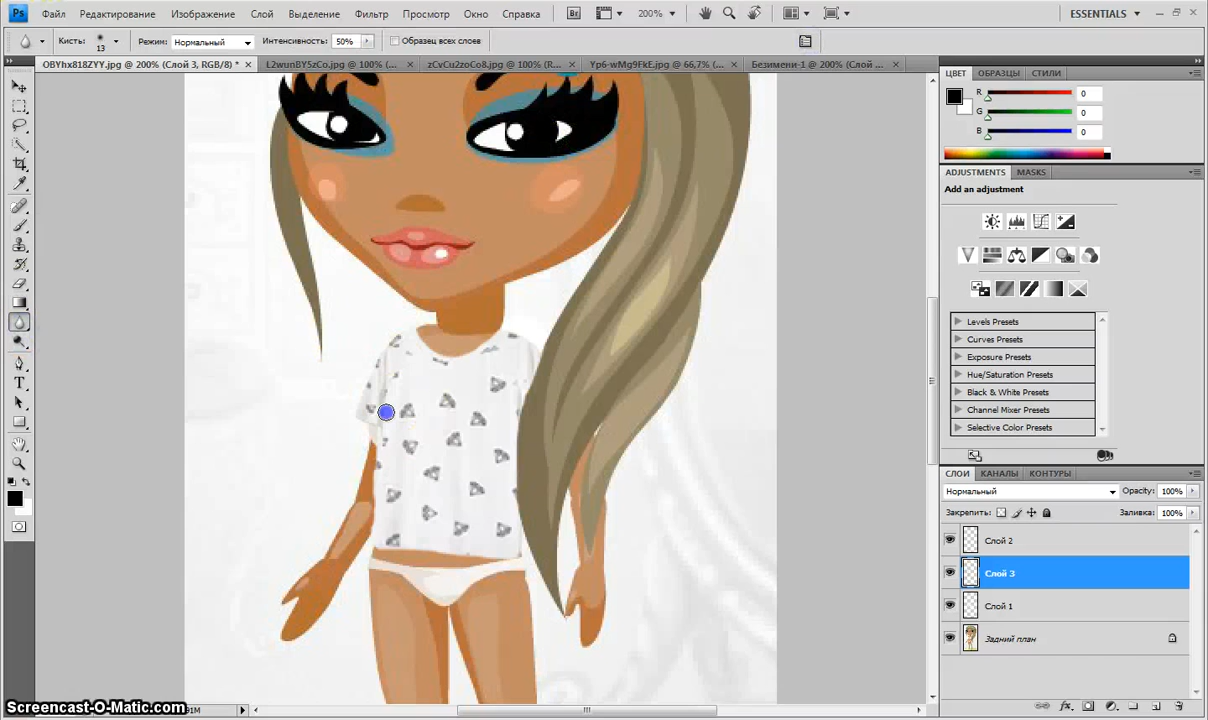 Ps Файл Редактирование Изображение Слой Выделение Фильтр Просмотр Окно Справка Br 200% ESSENTIALS
Кисть: 13 Режим: Нормальный Интенсивность: 50% Образец всех слоев
OBYhx818ZYY.jpg @ 200% (Слой 3, RGB/8) * L2wunBY5zCo.jpg @ 100% (... zCvCu2zoCo8.jpg @ 100% (R... Yp6-wMg9FkE.jpg @ 66,7% (... Безимени-1 @ 200% (Слой ...
ЦВЕТ ОБРАЗЦЫ СТИЛИ
R 0
G 0
B 0
ADJUSTMENTS MASKS
Add an adjustment
Levels Presets
Curves Presets
Exposure Presets
Hue/Saturation Presets
Black & White Presets
Channel Mixer Presets
Selective Color Presets
СЛОИ КАНАЛЫ КОНТУРЫ
Нормальный Opacity: 100%
Закрепить: Заливка: 100%
Слой 2
Слой 3
Слой 1
Задний план
Screencast-O-Matic.com